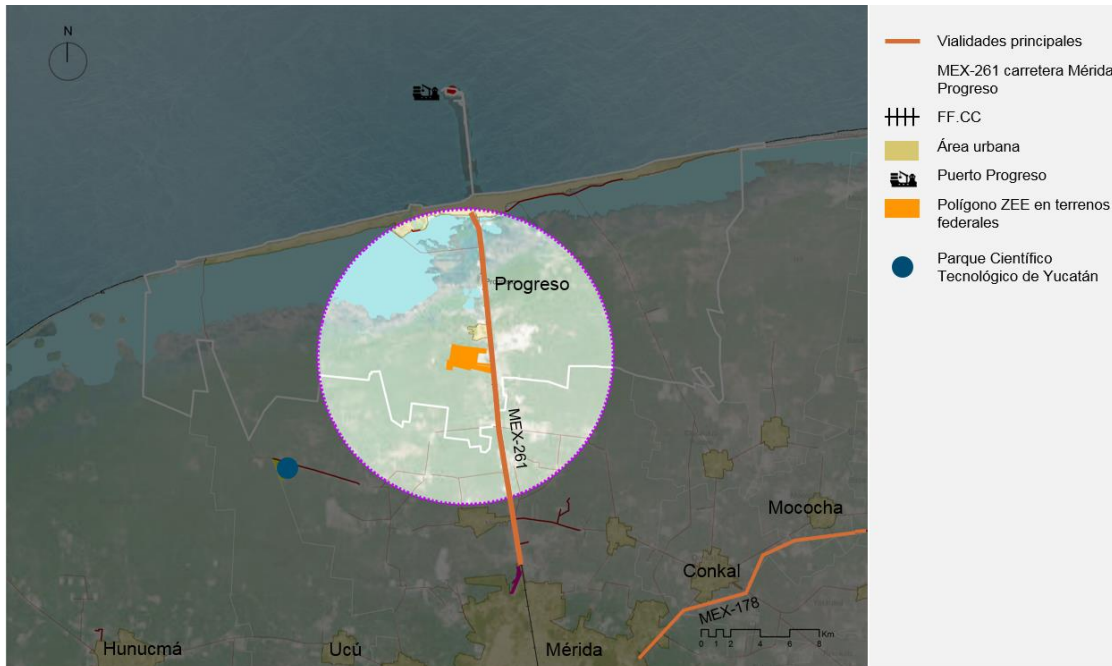 N
Progreso
MEX-261
Mococha
Conkal
MEX-178
Hunucmá
Ucú
Mérida
0 1 2 4 6 8 Km
Vialidades principales
MEX-261 carretera Mérida
Progreso
FF.CC
Área urbana
Puerto Progreso
Polígono ZEE en terrenos
federales
Parque Científico
Tecnológico de Yucatán